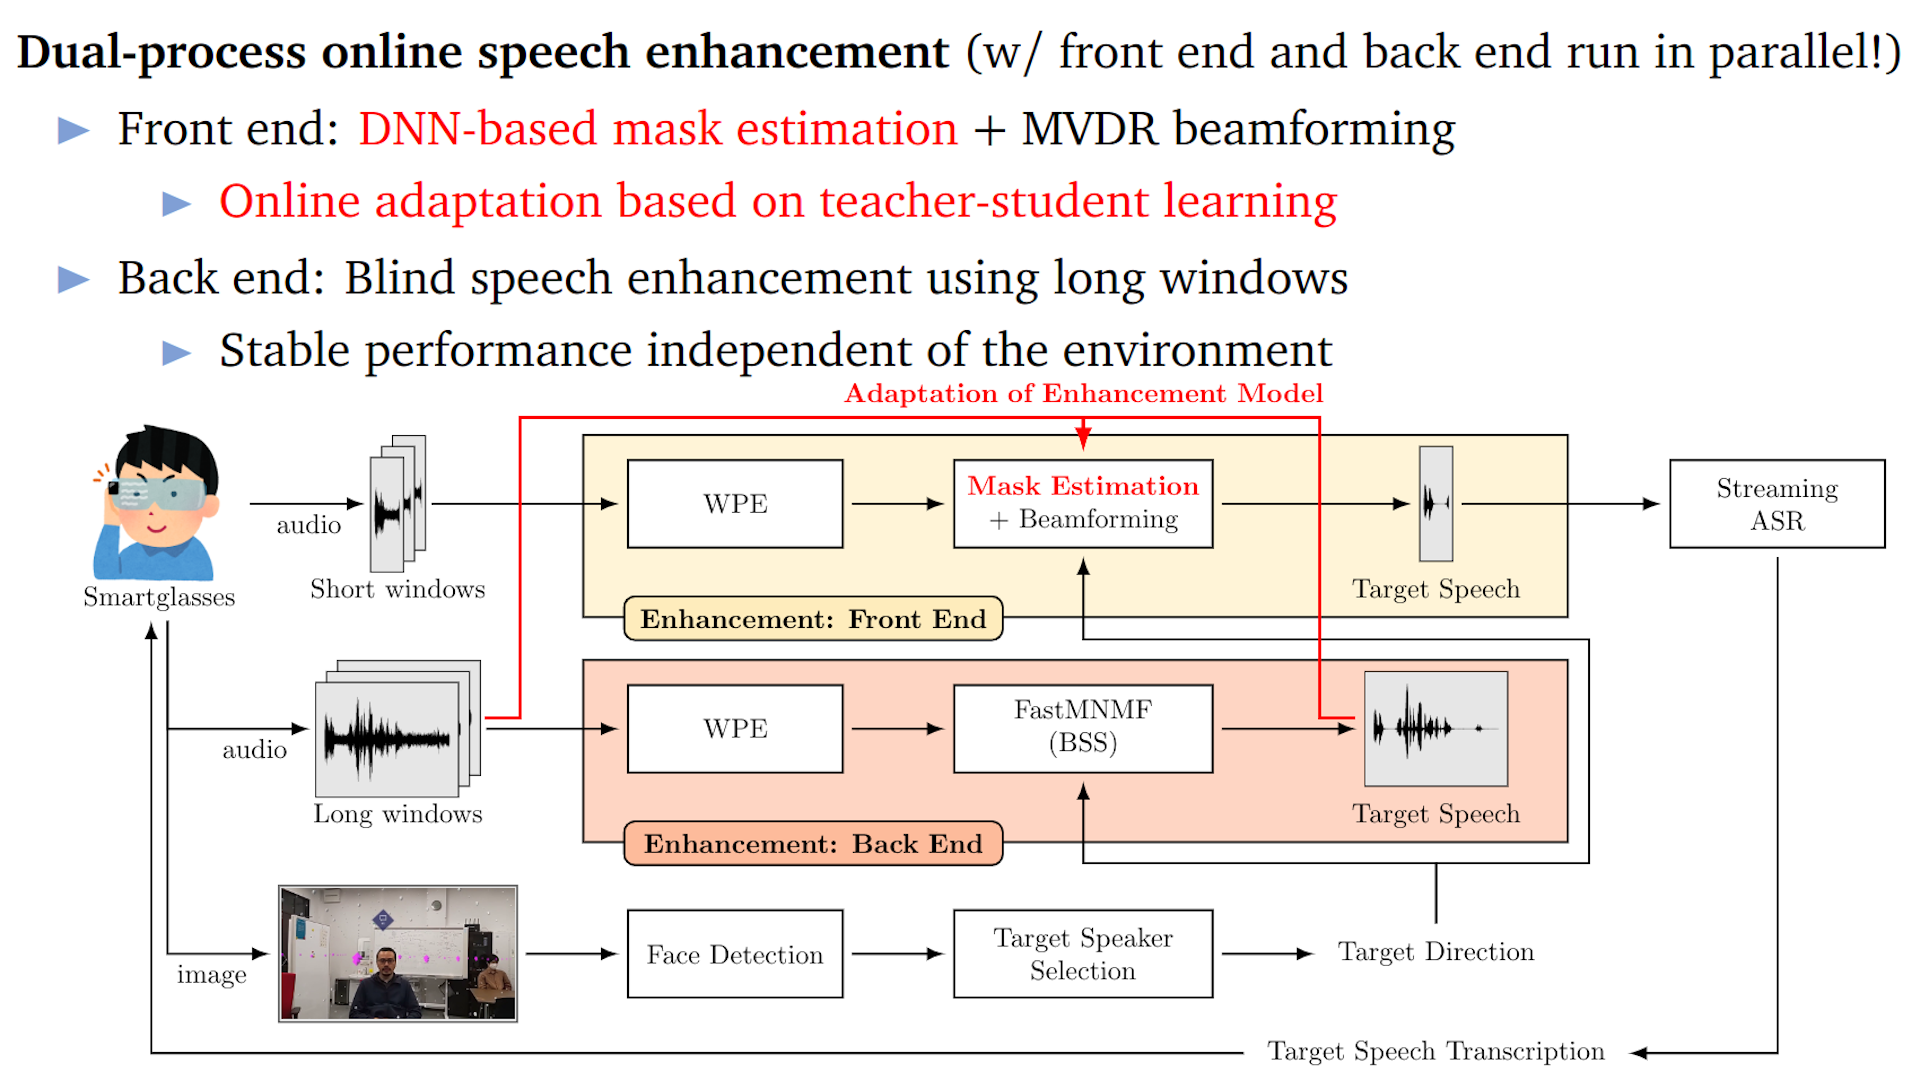 Dual-process online speech enhancement (w/ front end and back end run in parallel!)
Front end: DNN-based mask estimation + MVDR beamforming
Online adaptation based on teacher-student learning
Back end: Blind speech enhancement using long windows
Stable performance independent of the environment
Adaptation of Enhancement Model
audio
Smartglasses
Short windows
WPE
Mask Estimation
+ Beamforming
Target Speech
Streaming
ASR
Enhancement: Front End
audio
Long windows
WPE
FastMNMF
(BSS)
Target Speech
Enhancement: Back End
image
Face Detection
Target Speaker
Selection
Target Direction
Target Speech Transcription